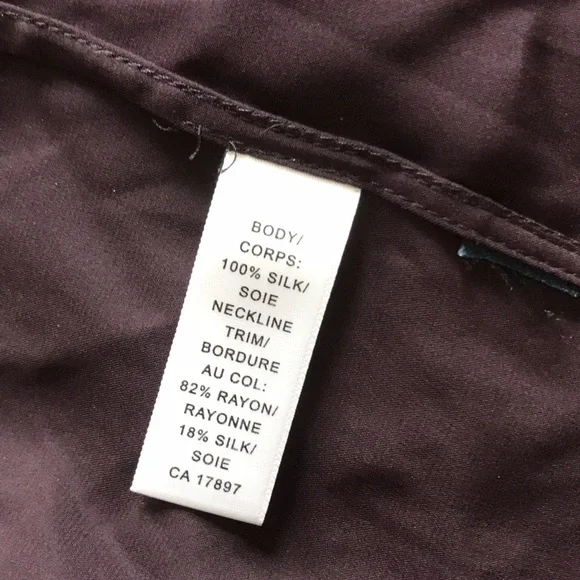 BODY/
CORPS:
100% SILK/
SOIE
NECKLINE
TRIM/
BORDURE
AU COL:
82% RAYON/
RAYONNE
18% SILK/
SOIE
CA 17897